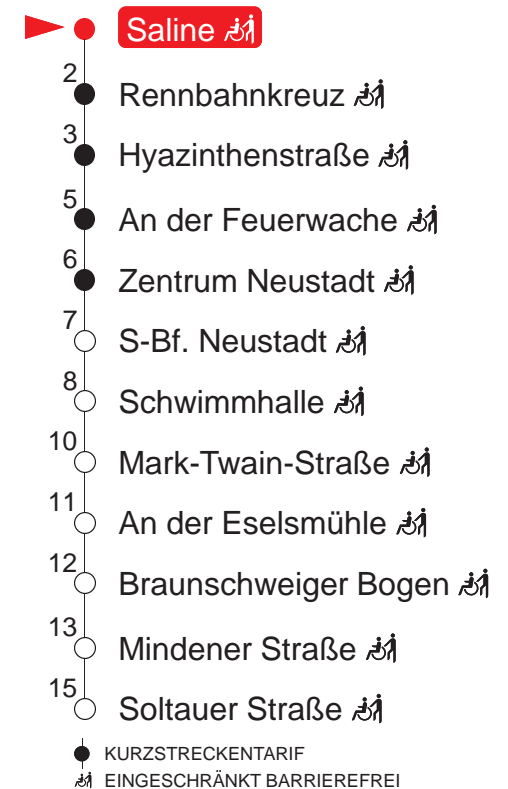 Saline
2
Rennbahnkreuz
3
Hyazinthenstraße
5
An der Feuerwache
6
Zentrum Neustadt
7
S-Bf. Neustadt
8
Schwimmhalle
10
Mark-Twain-Straße
11
An der Eselsmühle
12
Braunschweiger Bogen
13
Mindener Straße
15
Soltauer Straße
KURZSTRECKENTARIF
EINGESCHRÄNKT BARRIEREFREI